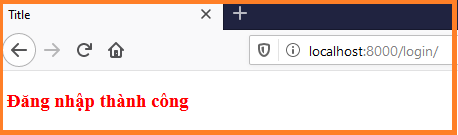 Title
localhost:8000/login/
Đăng nhập thành công